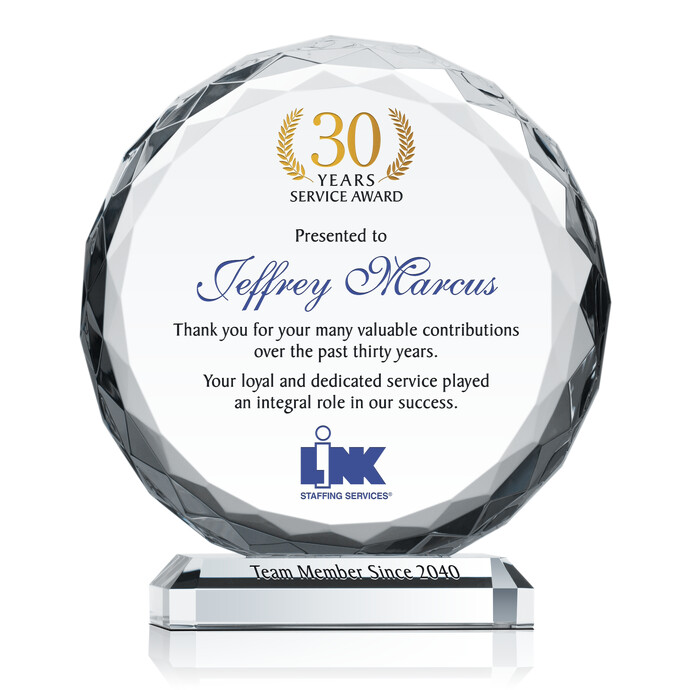 30
YEARS
SERVICE AWARD
Presented to
Jeffrey Marcus
Thank you for your many valuable contributions
over the past thirty years.
Your loyal and dedicated service played
an integral role in our success.
LINK
STAFFING SERVICES®
Team Member Since 2040